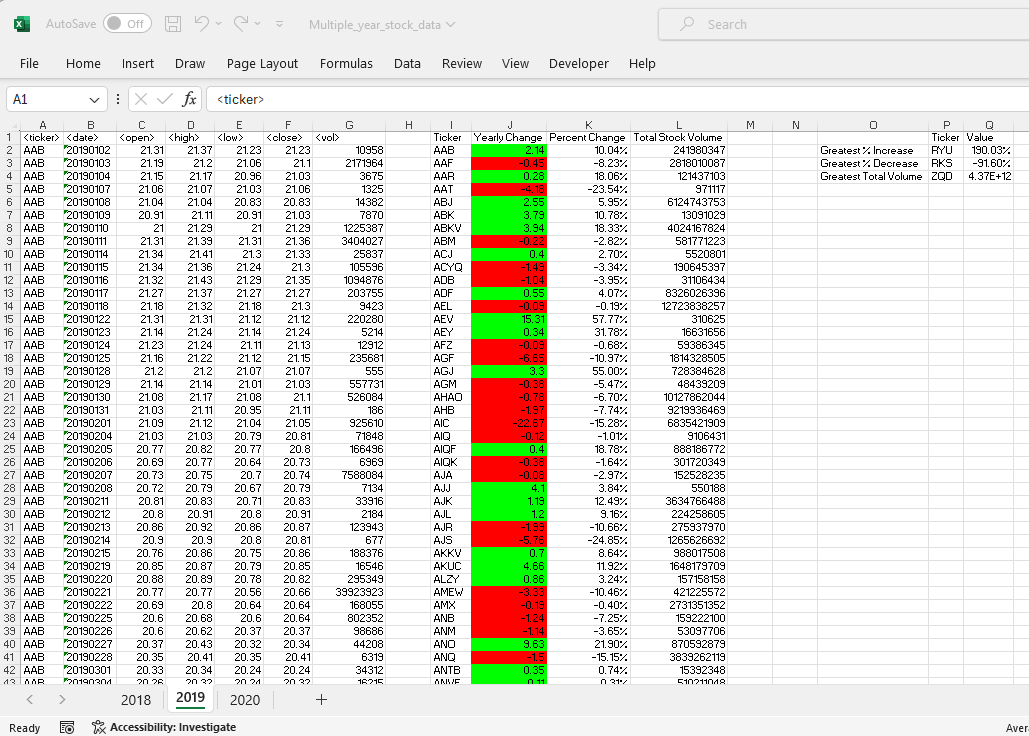 AutoSave Off Multiple_year_stock_data Search
File Home Insert Draw Page Layout Formulas Data Review View Developer Help
A1 fx <ticker>
A B C D E F G H I J K L M N O P Q
1 <ticker> <date> <open> <high> <low> <close> <vol> Ticker Yearly Change Percent Change Total Stock Volume Ticker Value
2 AAB 20190102 21.31 21.37 21.23 21.23 10958 AAB 2.14 10.04% 241980347 Greatest % Increase RYU 190.03%
3 AAB 20190103 21.19 21.2 21.06 21.1 2171964 AAF -0.45 -8.23% 2818010087 Greatest % Decrease RKS -91.60%
4 AAB 20190104 21.15 21.17 20.96 21.03 3675 AAR 0.28 18.06% 121437103 Greatest Total Volume ZQD 4.37E+12
5 AAB 20190107 21.06 21.07 21.03 21.06 1325 AAT -4.18 -23.54% 971117
6 AAB 20190108 21.04 21.04 20.83 20.83 14382 ABJ 2.55 5.95% 6124743753
7 AAB 20190109 20.91 21.11 20.91 21.03 7870 ABK 3.79 10.78% 13091029
8 AAB 20190110 21 21.29 21 21.29 1225387 ABKV 3.94 18.33% 4024167824
9 AAB 20190111 21.31 21.39 21.31 21.36 3404027 ABM -0.22 -2.82% 581771223
10 AAB 20190114 21.34 21.41 21.3 21.33 25837 ACJ 0.4 2.70% 5520801
11 AAB 20190115 21.34 21.36 21.24 21.3 105596 ACYQ -1.49 -3.34% 190645397
12 AAB 20190116 21.32 21.43 21.29 21.35 1094876 ADB -1.04 -3.95% 31106434
13 AAB 20190117 21.27 21.37 21.27 21.27 203755 ADF 0.55 4.07% 8326026396
14 AAB 20190118 21.18 21.32 21.18 21.3 9423 AEL -0.09 -0.19% 12723838257
15 AAB 20190122 21.31 21.31 21.12 21.12 220280 AEV 15.31 57.77% 310625
16 AAB 20190123 21.14 21.24 21.14 21.24 5214 AEY 0.34 31.78% 16631656
17 AAB 20190124 21.23 21.24 21.11 21.13 12912 AFZ -0.09 -0.68% 59386345
18 AAB 20190125 21.16 21.22 21.12 21.15 235681 AGF -6.65 -10.97% 1814328505
19 AAB 20190128 21.2 21.2 21.07 21.07 555 AGJ 3.3 55.00% 728384628
20 AAB 20190129 21.14 21.14 21.01 21.03 557731 AGM -0.38 -5.47% 48439209
21 AAB 20190130 21.08 21.17 21.08 21.1 526084 AHAO -0.78 -6.70% 10127862044
22 AAB 20190131 21.03 21.11 20.95 21.11 186 AHB -1.97 -7.74% 9219936469
23 AAB 20190201 21.09 21.12 21.04 21.05 925610 AIC -22.67 -15.28% 6835421909
24 AAB 20190204 21.03 21.03 20.79 20.81 71848 AIQ -0.12 -1.01% 9106431
25 AAB 20190205 20.77 20.82 20.77 20.8 166496 AIQF 0.4 18.78% 888186772
26 AAB 20190206 20.69 20.77 20.64 20.73 6969 AIQK -0.38 -1.64% 301720349
27 AAB 20190207 20.73 20.75 20.7 20.74 7588084 AJA -0.08 -2.97% 152528235
28 AAB 20190208 20.72 20.79 20.67 20.79 7134 AJJ 4.1 3.84% 550188
29 AAB 20190211 20.81 20.83 20.71 20.83 33916 AJK 1.19 12.49% 3634766488
30 AAB 20190212 20.8 20.91 20.8 20.91 2184 AJL 1.2 9.16% 224258605
31 AAB 20190213 20.86 20.92 20.86 20.87 123943 AJR -1.99 -10.66% 275937970
32 AAB 20190214 20.9 20.9 20.8 20.81 677 AJS -5.76 -24.85% 1265626692
33 AAB 20190215 20.76 20.86 20.75 20.86 188376 AKKV 0.7 8.64% 988017508
34 AAB 20190219 20.85 20.87 20.79 20.85 16546 AKUC 4.66 11.92% 1648179709
35 AAB 20190220 20.88 20.89 20.78 20.82 295349 ALZY 0.86 3.24% 157158158
36 AAB 20190221 20.77 20.77 20.56 20.66 39923923 AMEW -3.33 -10.46% 421225572
37 AAB 20190222 20.69 20.8 20.64 20.64 168055 AMX -0.19 -0.40% 2731351352
38 AAB 20190225 20.6 20.68 20.6 20.64 802352 ANB -1.24 -7.25% 159222100
39 AAB 20190226 20.6 20.62 20.37 20.37 98686 ANM -1.14 -3.65% 53097706
40 AAB 20190227 20.37 20.43 20.32 20.34 44208 ANO 9.63 21.90% 870592879
41 AAB 20190228 20.35 20.41 20.35 20.41 6319 ANQ -1.5 -15.15% 3839262119
42 AAB 20190301 20.33 20.34 20.24 20.24 34312 ANTB 0.35 0.74% 15392348
43 AAB 20190304 20.26 20.32 20.24 20.32 16215 ANVE 0.11 0.31% 510211048
2018 2019 2020
Ready Accessibility: Investigate Aver